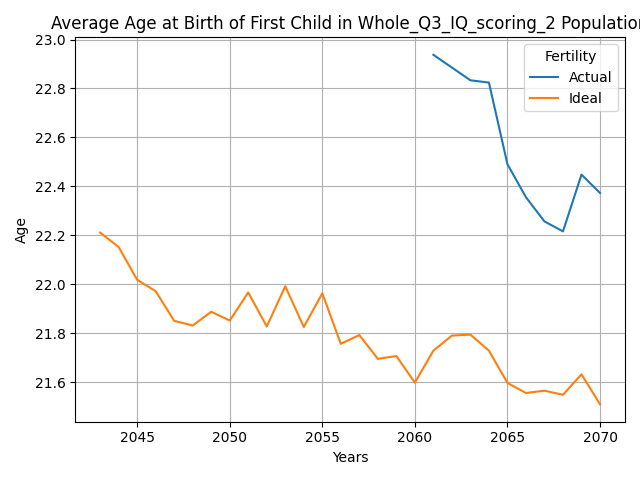 Average Age at Birth of First Child in Whole_Q3_IQ_scoring_2 Population
Fertility
Actual
Ideal
23.0
22.8
22.6
22.4
22.2
22.0
21.8
21.6
Age
2045
2050
2055
2060
2065
2070
Years